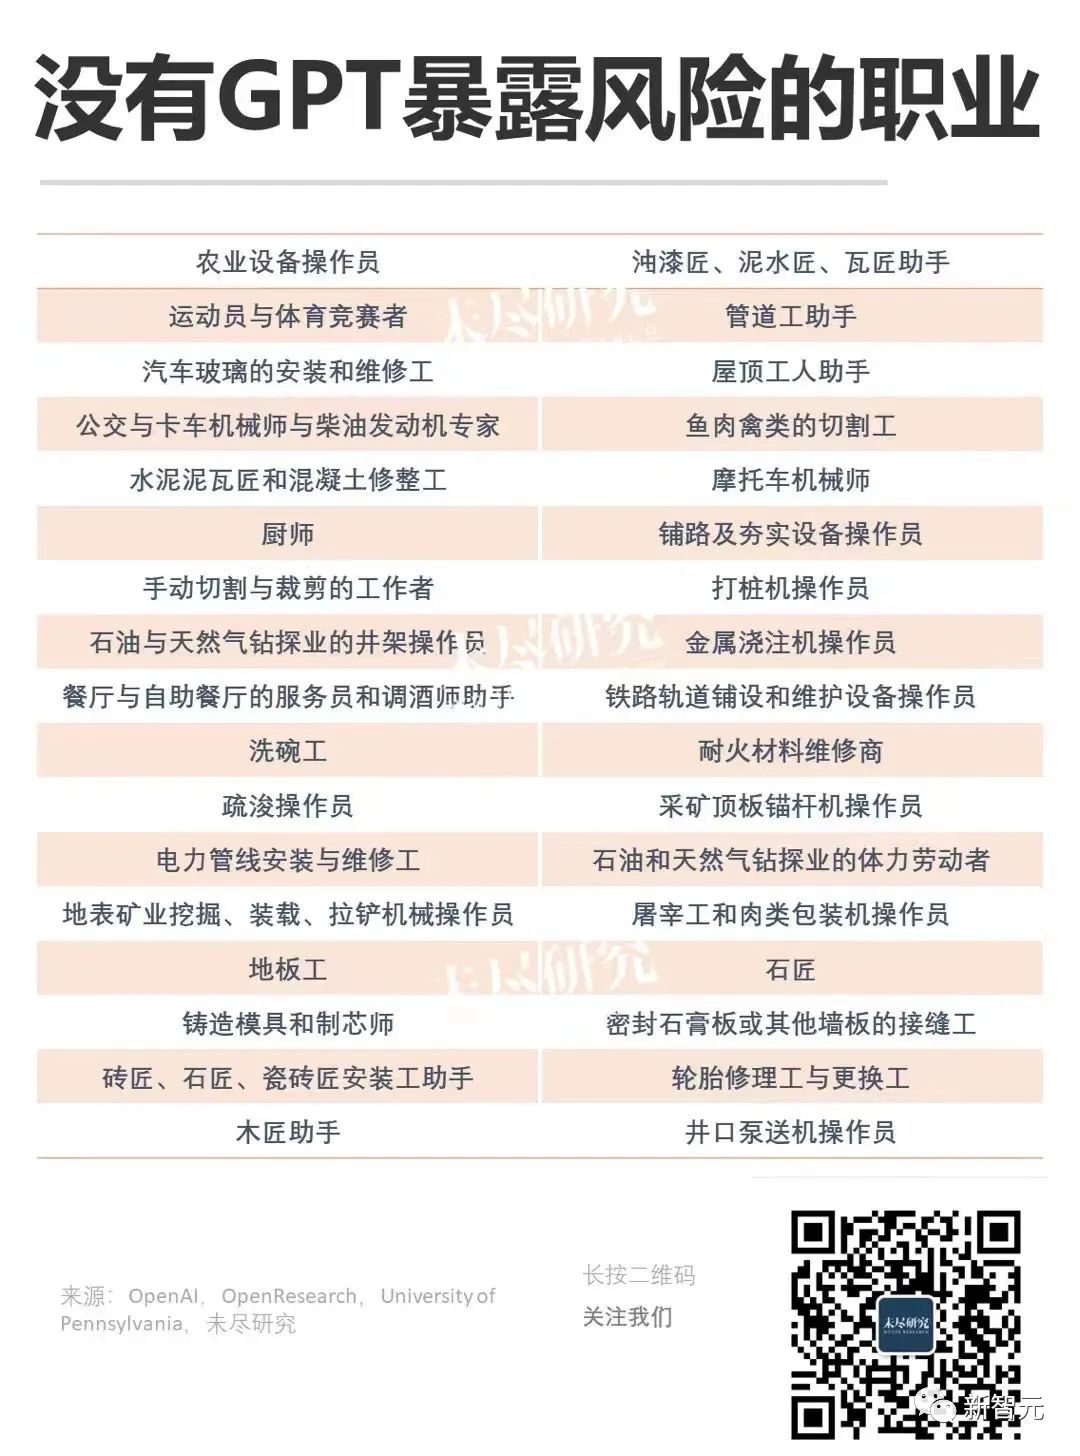 没有GPT暴露风险的职业
农业设备操作员 油漆匠、泥水匠、瓦匠助手
运动员与体育竞赛者 管道工助手
汽车玻璃的安装和维修工 屋顶工人助手
公交与卡车机械师与柴油发动机专家 鱼肉禽类的切割工
水泥泥瓦匠和混凝土修整工 摩托车机械师
厨师 铺路及夯实设备操作员
手动切割与裁剪的工作者 打桩机操作员
石油与天然气钻探业的井架操作员 金属浇注机操作员
餐厅与自助餐厅的服务员和调酒师助手 铁路轨道铺设和维护设备操作员
洗碗工 耐火材料维修商
疏浚操作员 采矿顶板锚杆机操作员
电力管线安装与维修工 石油和天然气钻探业的体力劳动者
地表矿业挖掘、装载、拉铲机械操作员 屠宰工和肉类包装机操作员
地板工 石匠
铸造模具和制芯师 密封石膏板或其他墙板的接缝工
砖匠、石匠、瓷砖匠安装工助手 轮胎修理工与更换工
木匠助手 井口泵送机操作员
未尽研究
未尽研究
未尽研究
来源：OpenAI，OpenResearch，University of
Pennsylvania，未尽研究
长按二维码
关注我们
未尽研究
新智元